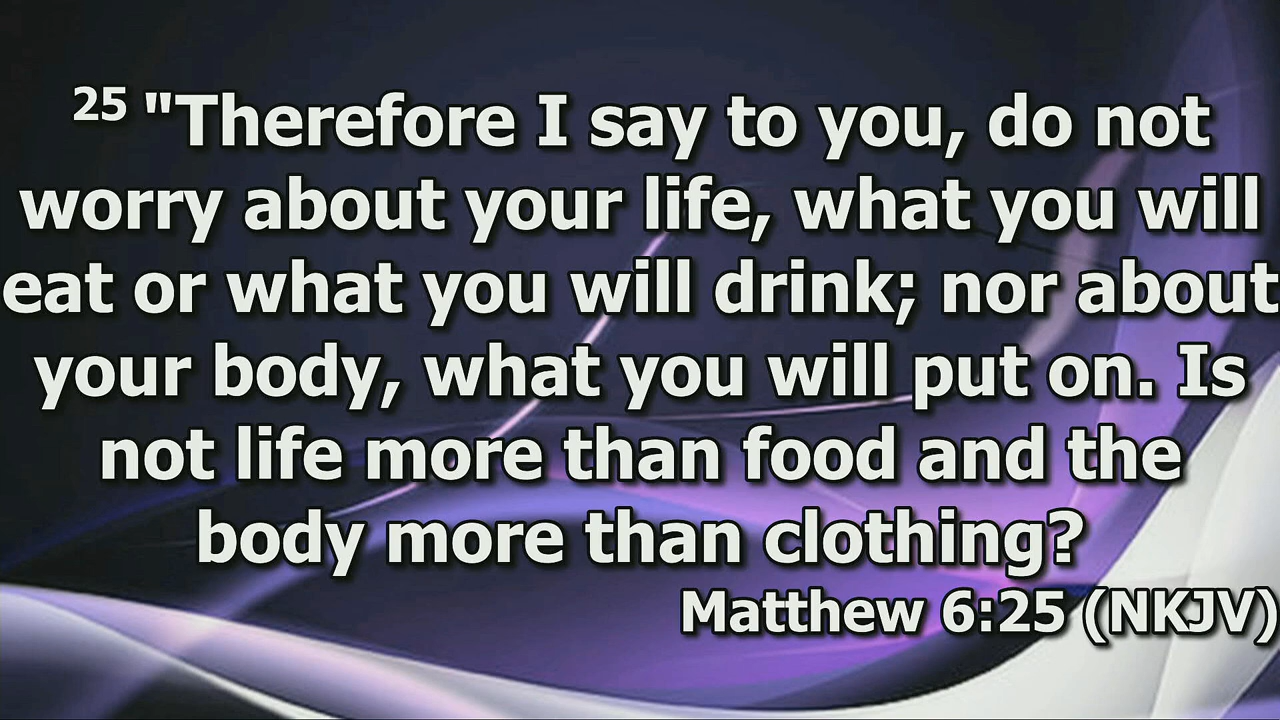 25 "Therefore I say to you, do not
worry about your life, what you will
eat or what you will drink; nor about
your body, what you will put on. Is
not life more than food and the
body more than clothing?
Matthew 6:25 (NKJV)